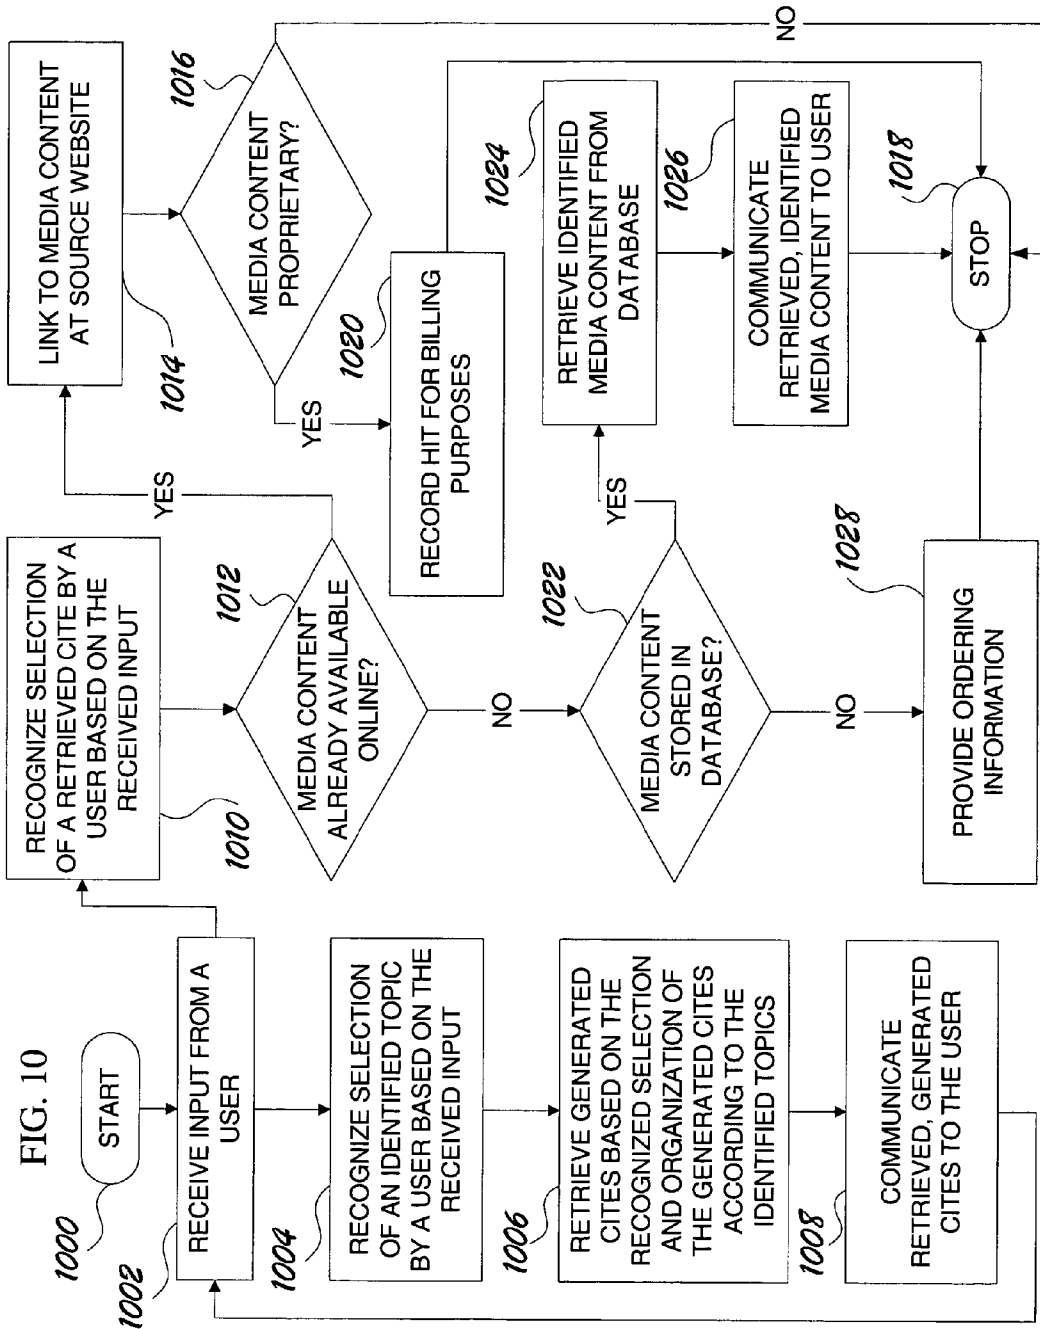 FIG. 10
1000
START
1002
RECEIVE INPUT FROM A
USER
1004
RECOGNIZE SELECTION
OF AN IDENTIFIED TOPIC
BY A USER BASED ON THE
RECEIVED INPUT
1006
RETRIEVE GENERATED
CITES BASED ON THE
RECOGNIZED SELECTION
AND ORGANIZATION OF
THE GENERATED CITES
ACCORDING TO THE
IDENTIFIED TOPICS
1008
COMMUNICATE
RETRIEVED, GENERATED
CITES TO THE USER
RECOGNIZE SELECTION
OF A RETRIEVED CITE BY A
USER BASED ON THE
RECEIVED INPUT
1010
1012
MEDIA CONTENT
ALREADY AVAILABLE
ONLINE?
YES
NO
1022
MEDIA CONTENT
STORED IN
DATABASE?
YES
NO
1028
PROVIDE ORDERING
INFORMATION
LINK TO MEDIA CONTENT
AT SOURCE WEBSITE
1014
1016
MEDIA CONTENT
PROPRIETARY?
YES
NO
1020
RECORD HIT FOR BILLING
PURPOSES
1024
RETRIEVE IDENTIFIED
MEDIA CONTENT FROM
DATABASE
1026
COMMUNICATE
RETRIEVED, IDENTIFIED
MEDIA CONTENT TO USER
1018
STOP